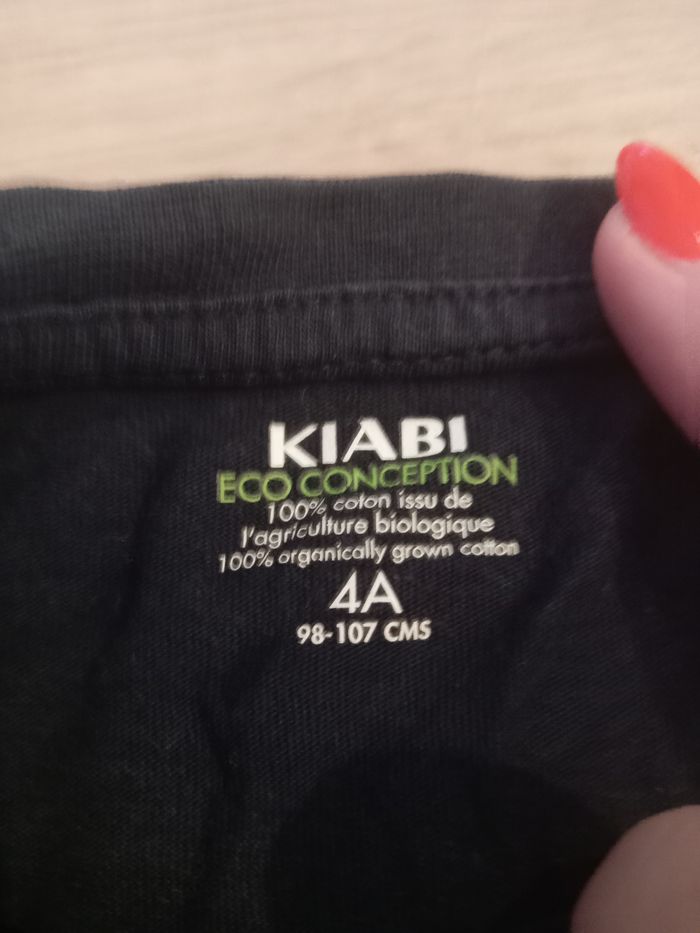 KIABI
ECO CONCEPTION
100% coton issu de
l'agriculture biologique
100% organically grown cotton
4A
98-107 CMS